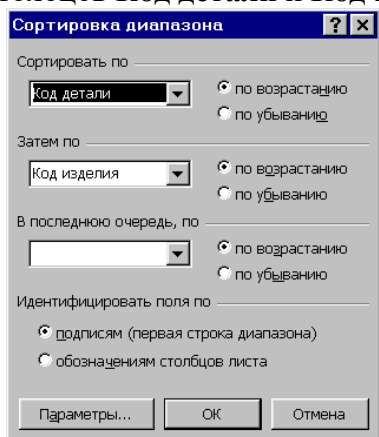 Сортировка диапазона
Сортировать по
Код детали
по возрастанию
по убыванию
Затем по
Код изделия
по возрастанию
по убыванию
В последнюю очередь, по
по возрастанию
по убыванию
Идентифицировать поля по
подписям (первая строка диапазона)
обозначениям столбцов листа
Параметры...
ОК
Отмена